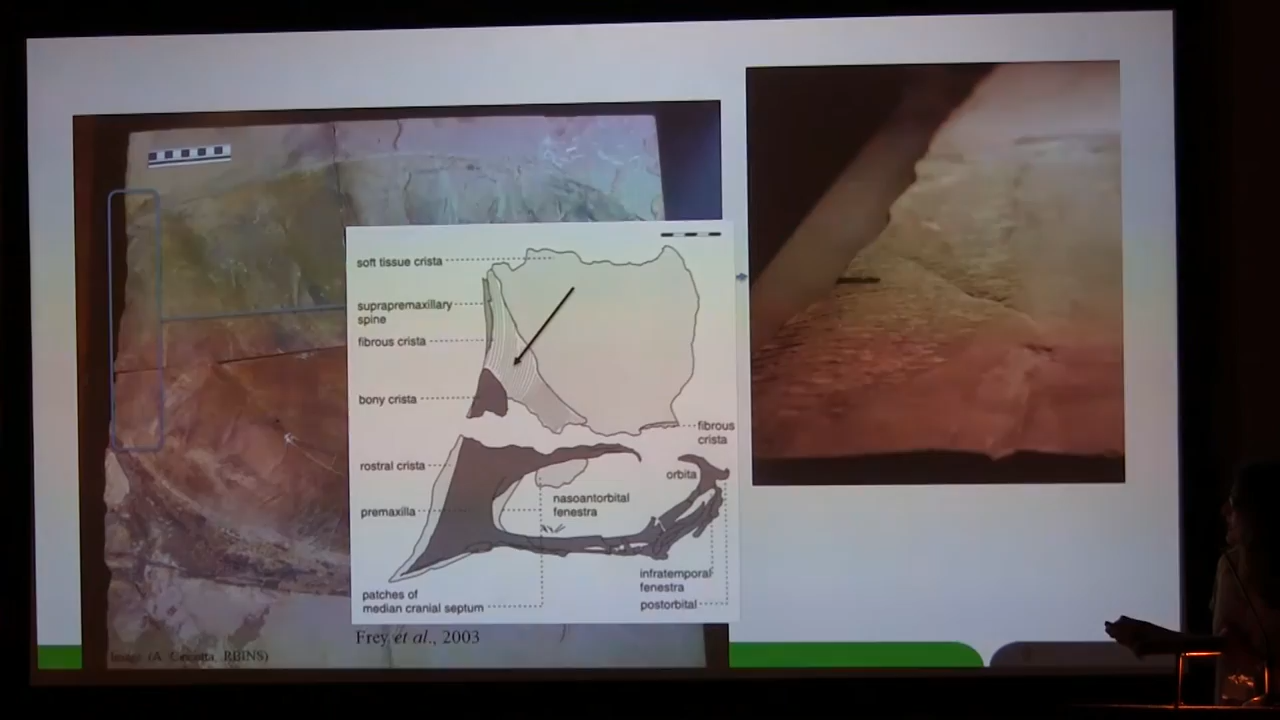 soft tissue crista
suprapremaxillary
spine
fibrous crista
bony crista
fibrous
crista
rostral crista
orbita
nasoantorbital
fenestra
premaxilla
infratemporal
fenestra
patches of
median cranial septum
postorbital
Frey et al., 2003
RBINS)